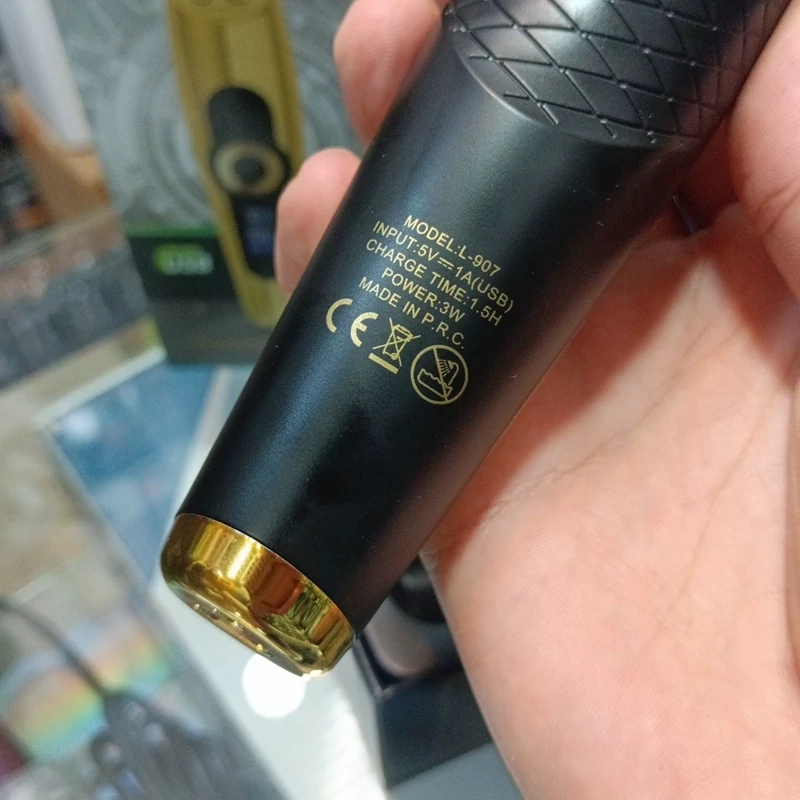 MODEL:L-907
INPUT:5V⎓1A(USB)
CHARGE TIME:1.5H
POWER:3W
MADE IN P.R.C.
CE